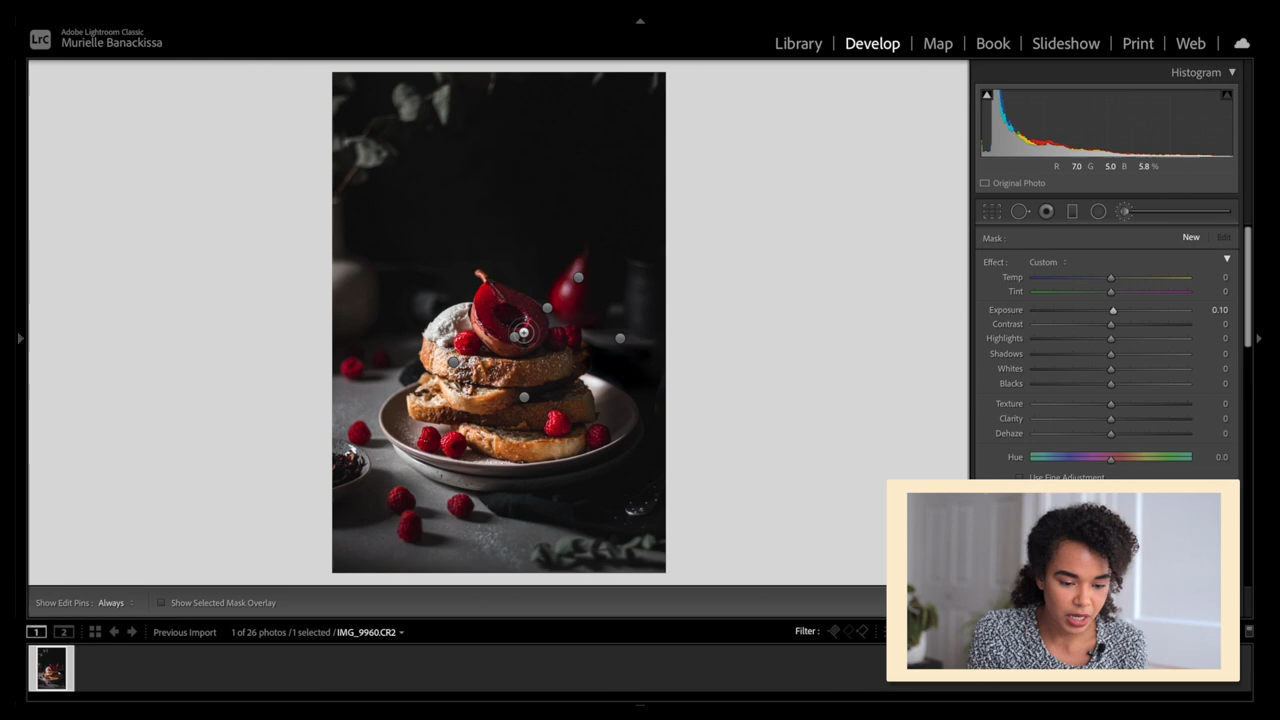 LrC
Adobe Lightroom Classic
Murielle Banackissa
Library | Develop | Map | Book | Slideshow | Print | Web |
Histogram
R 7.0 G 5.0 B 5.8 %
Original Photo
Mask : New | Edit
Effect : Custom
Temp 0
Tint 0
Exposure 0.10
Contrast 0
Highlights 0
Shadows 0
Whites 0
Blacks 0
Texture 0
Clarity 0
Dehaze 0
Hue 0.0
Use Fine Adjustment
Show Edit Pins : Always
Show Selected Mask Overlay
1 2 Previous Import 1 of 26 photos /1 selected / IMG_9960.CR2
Filter :